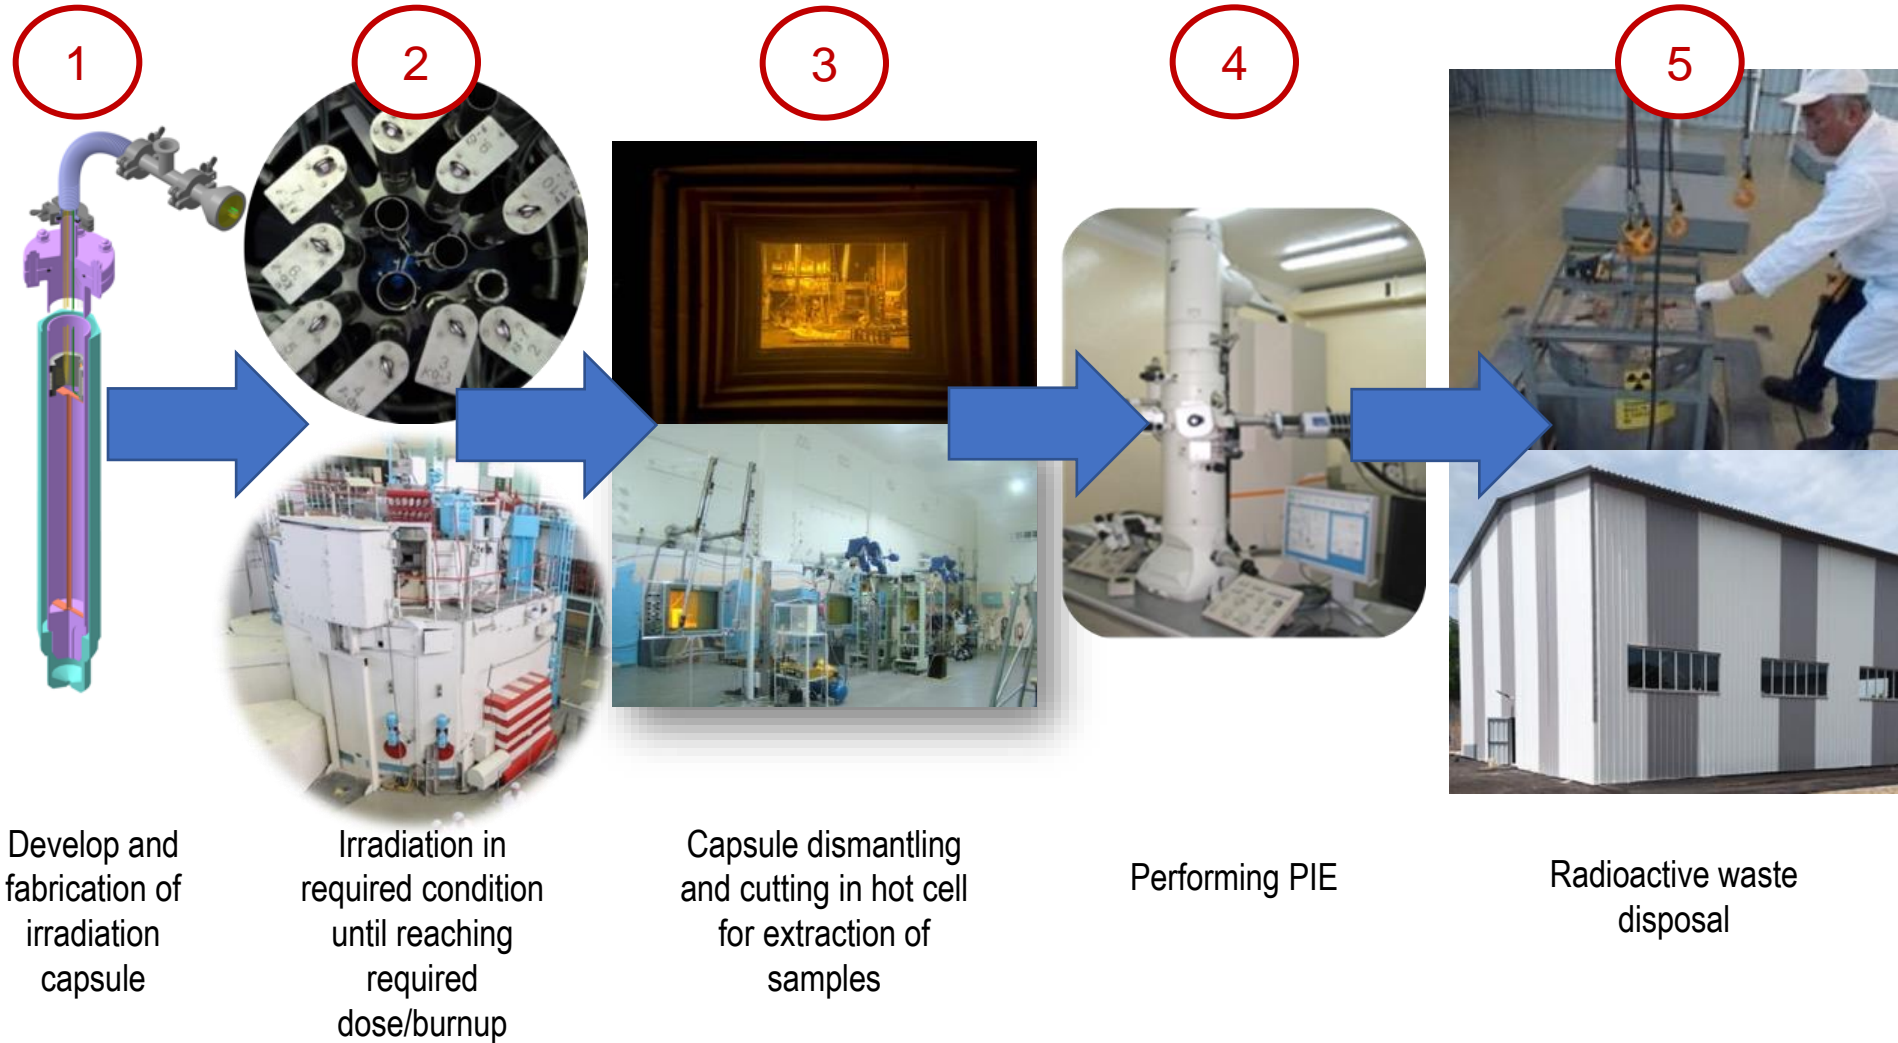 1
2
3
4
5
Develop and
fabrication of
irradiation
capsule
Irradiation in
required condition
until reaching
required
dose/burnup
Capsule dismantling
and cutting in hot cell
for extraction of
samples
Performing PIE
Radioactive waste
disposal